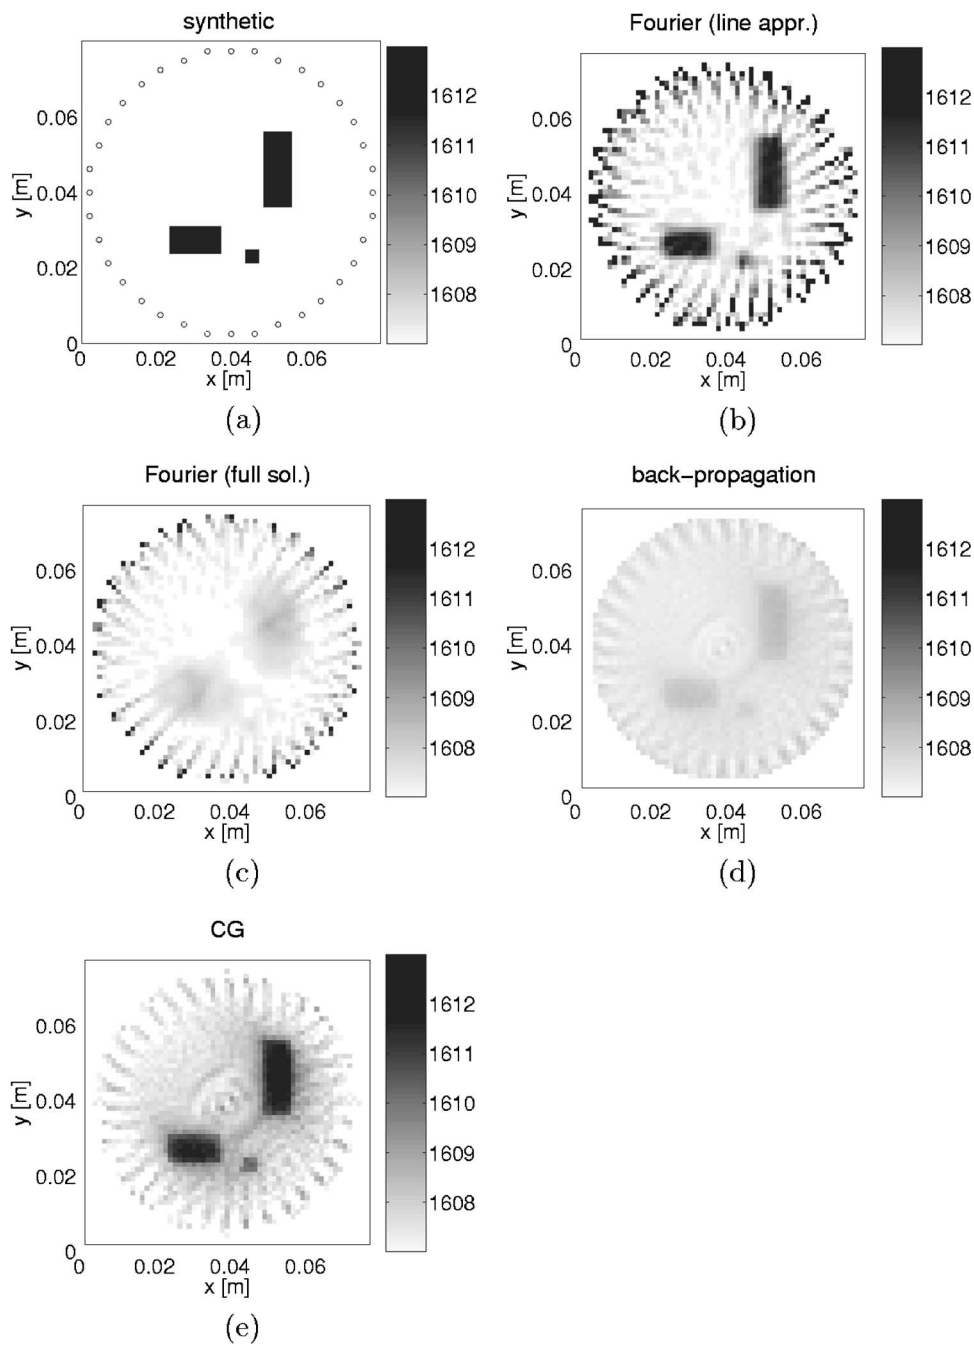 synthetic
y [m]
0.06
0.04
0.02
0
0 0.02 0.04 0.06
x [m]
1612
1611
1610
1609
1608
(a)
Fourier (line appr.)
y [m]
0.06
0.04
0.02
0
0 0.02 0.04 0.06
x [m]
1612
1611
1610
1609
1608
(b)
Fourier (full sol.)
y [m]
0.06
0.04
0.02
0
0 0.02 0.04 0.06
x [m]
1612
1611
1610
1609
1608
(c)
back-propagation
y [m]
0.06
0.04
0.02
0
0 0.02 0.04 0.06
x [m]
1612
1611
1610
1609
1608
(d)
CG
y [m]
0.06
0.04
0.02
0
0 0.02 0.04 0.06
x [m]
1612
1611
1610
1609
1608
(e)